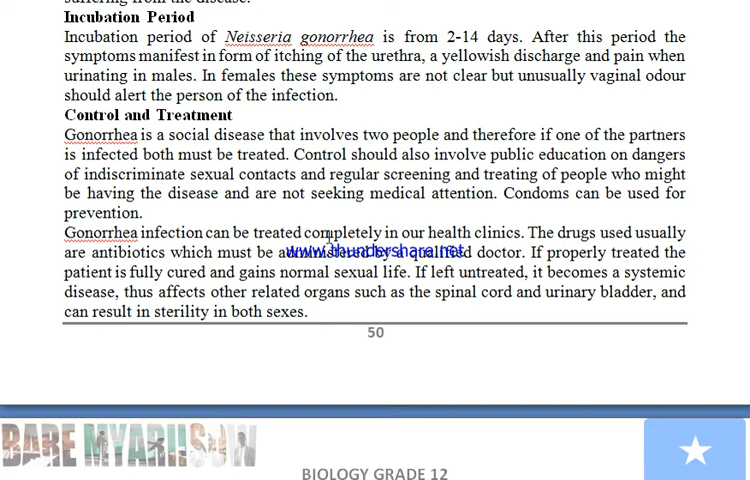 suffering from the disease.
Incubation Period
Incubation period of Neisseria gonorrhea is from 2-14 days. After this period the
symptoms manifest in form of itching of the urethra, a yellowish discharge and pain when
urinating in males. In females these symptoms are not clear but unusually vaginal odour
should alert the person of the infection.
Control and Treatment
Gonorrhea is a social disease that involves two people and therefore if one of the partners
is infected both must be treated. Control should also involve public education on dangers
of indiscriminate sexual contacts and regular screening and treating of people who might
be having the disease and are not seeking medical attention. Condoms can be used for
prevention.
Gonorrhea infection can be treated completely in our health clinics. The drugs used usually
are antibiotics which must be administered by a qualified doctor. If properly treated the
www.thundershare.net
patient is fully cured and gains normal sexual life. If left untreated, it becomes a systemic
disease, thus affects other related organs such as the spinal cord and urinary bladder, and
can result in sterility in both sexes.
50
BARE MYARIISOW
BIOLOGY GRADE 12